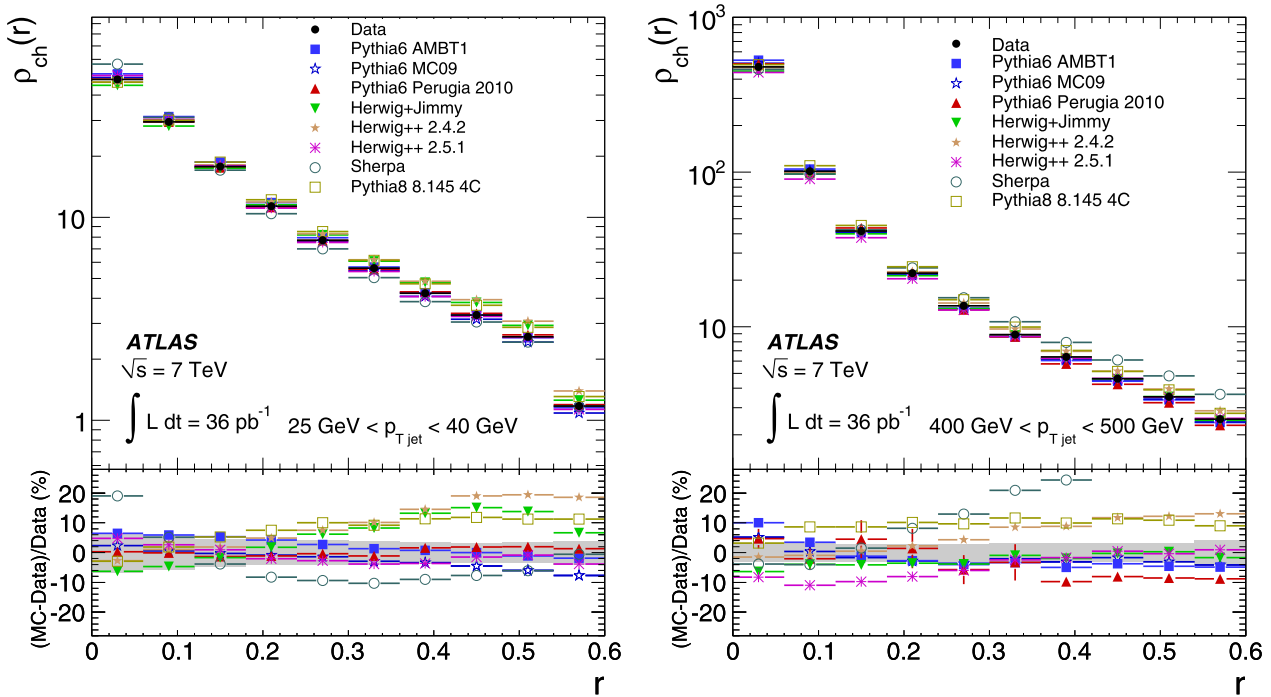 ρch(r)
10
1
Data
Pythia6 AMBT1
Pythia6 MC09
Pythia6 Perugia 2010
Herwig+Jimmy
Herwig++ 2.4.2
Herwig++ 2.5.1
Sherpa
Pythia8 8.145 4C
ATLAS
√s = 7 TeV
∫ L dt = 36 pb⁻¹
25 GeV < pT jet < 40 GeV
(MC-Data)/Data (%)
20
10
0
-10
-20
0 0.1 0.2 0.3 0.4 0.5 0.6
r
ρch(r)
10³
10²
10
Data
Pythia6 AMBT1
Pythia6 MC09
Pythia6 Perugia 2010
Herwig+Jimmy
Herwig++ 2.4.2
Herwig++ 2.5.1
Sherpa
Pythia8 8.145 4C
ATLAS
√s = 7 TeV
∫ L dt = 36 pb⁻¹
400 GeV < pT jet < 500 GeV
(MC-Data)/Data (%)
20
10
0
-10
-20
0 0.1 0.2 0.3 0.4 0.5 0.6
r